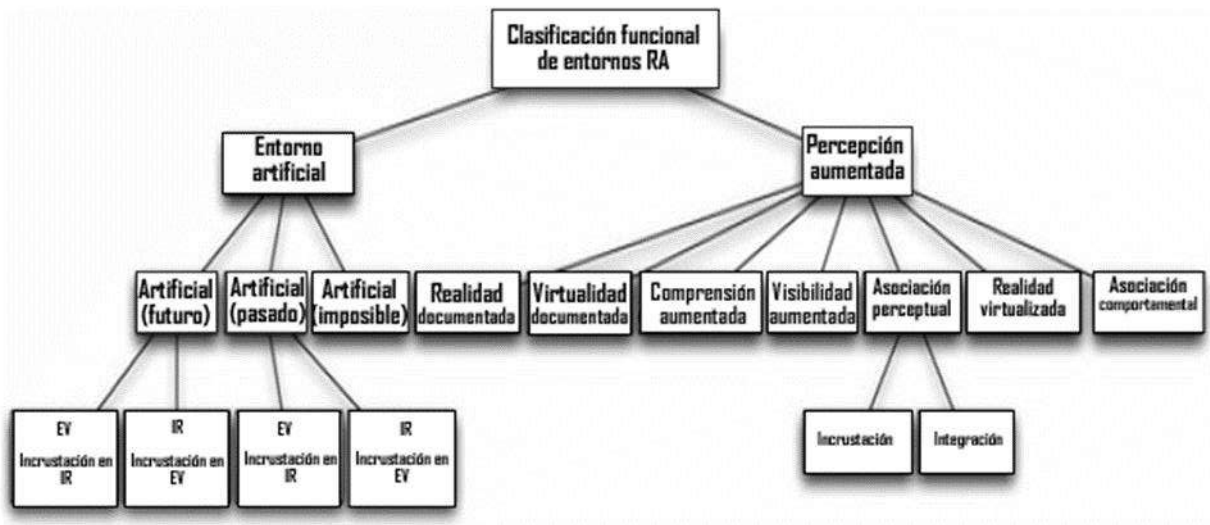 Clasificación funcional
de entornos RA
Entorno
artificial
Percepción
aumentada
Artificial
(futuro)
Artificial
(pasado)
Artificial
(imposible)
Realidad
documentada
Virtualidad
documentada
Comprensión
aumentada
Visibilidad
aumentada
Asociación
perceptual
Realidad
virtualizada
Asociación
comportamental
EV
Incrustación en
IR
IR
Incrustación en
EV
EV
Incrustación en
IR
IR
Incrustación en
EV
Incrustación
Integración